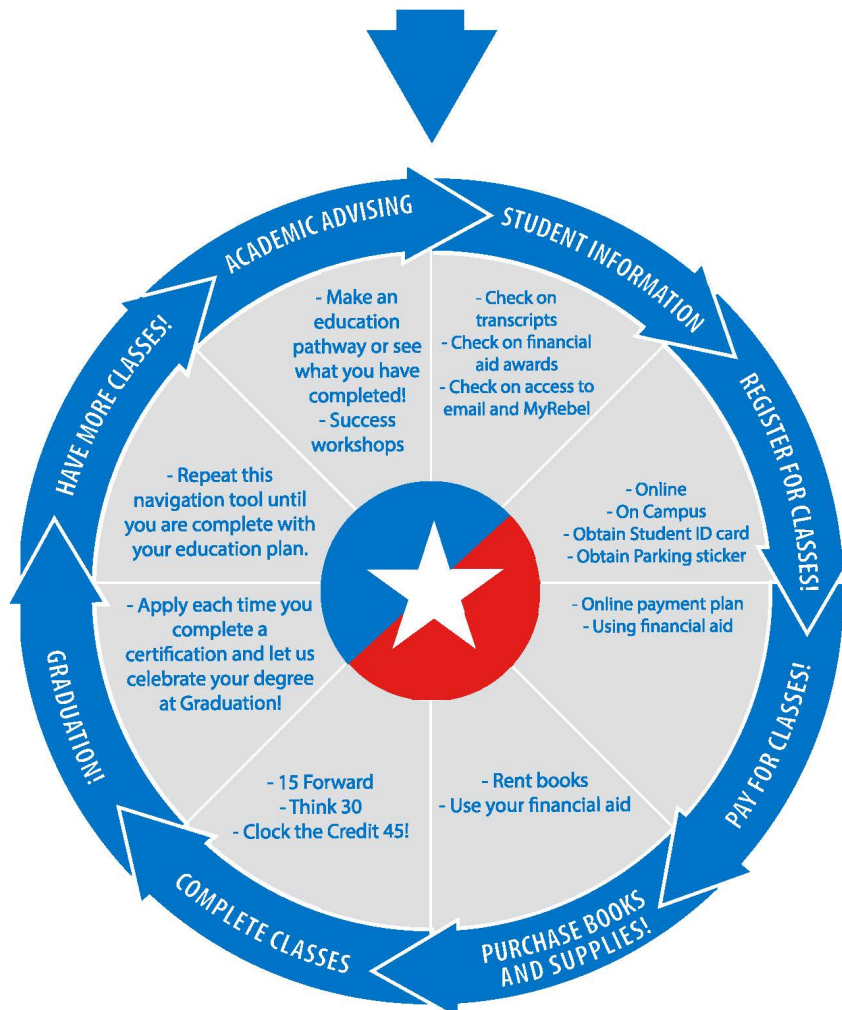 STUDENT INFORMATION
- Check on
transcripts
- Check on financial
aid awards
- Check on access to
email and MyRebel
REGISTER FOR CLASSES!
- Online
- On Campus
- Obtain Student ID card
- Obtain Parking sticker
PAY FOR CLASSES!
- Online payment plan
- Using financial aid
PURCHASE BOOKS
AND SUPPLIES!
- Rent books
- Use your financial aid
COMPLETE CLASSES
- 15 Forward
- Think 30
- Clock the Credit 45!
GRADUATION!
- Apply each time you
complete a
certification and let us
celebrate your degree
at Graduation!
HAVE MORE CLASSES!
- Repeat this
navigation tool until
you are complete with
your education plan.
ACADEMIC ADVISING
- Make an
education
pathway or see
what you have
completed!
- Success
workshops